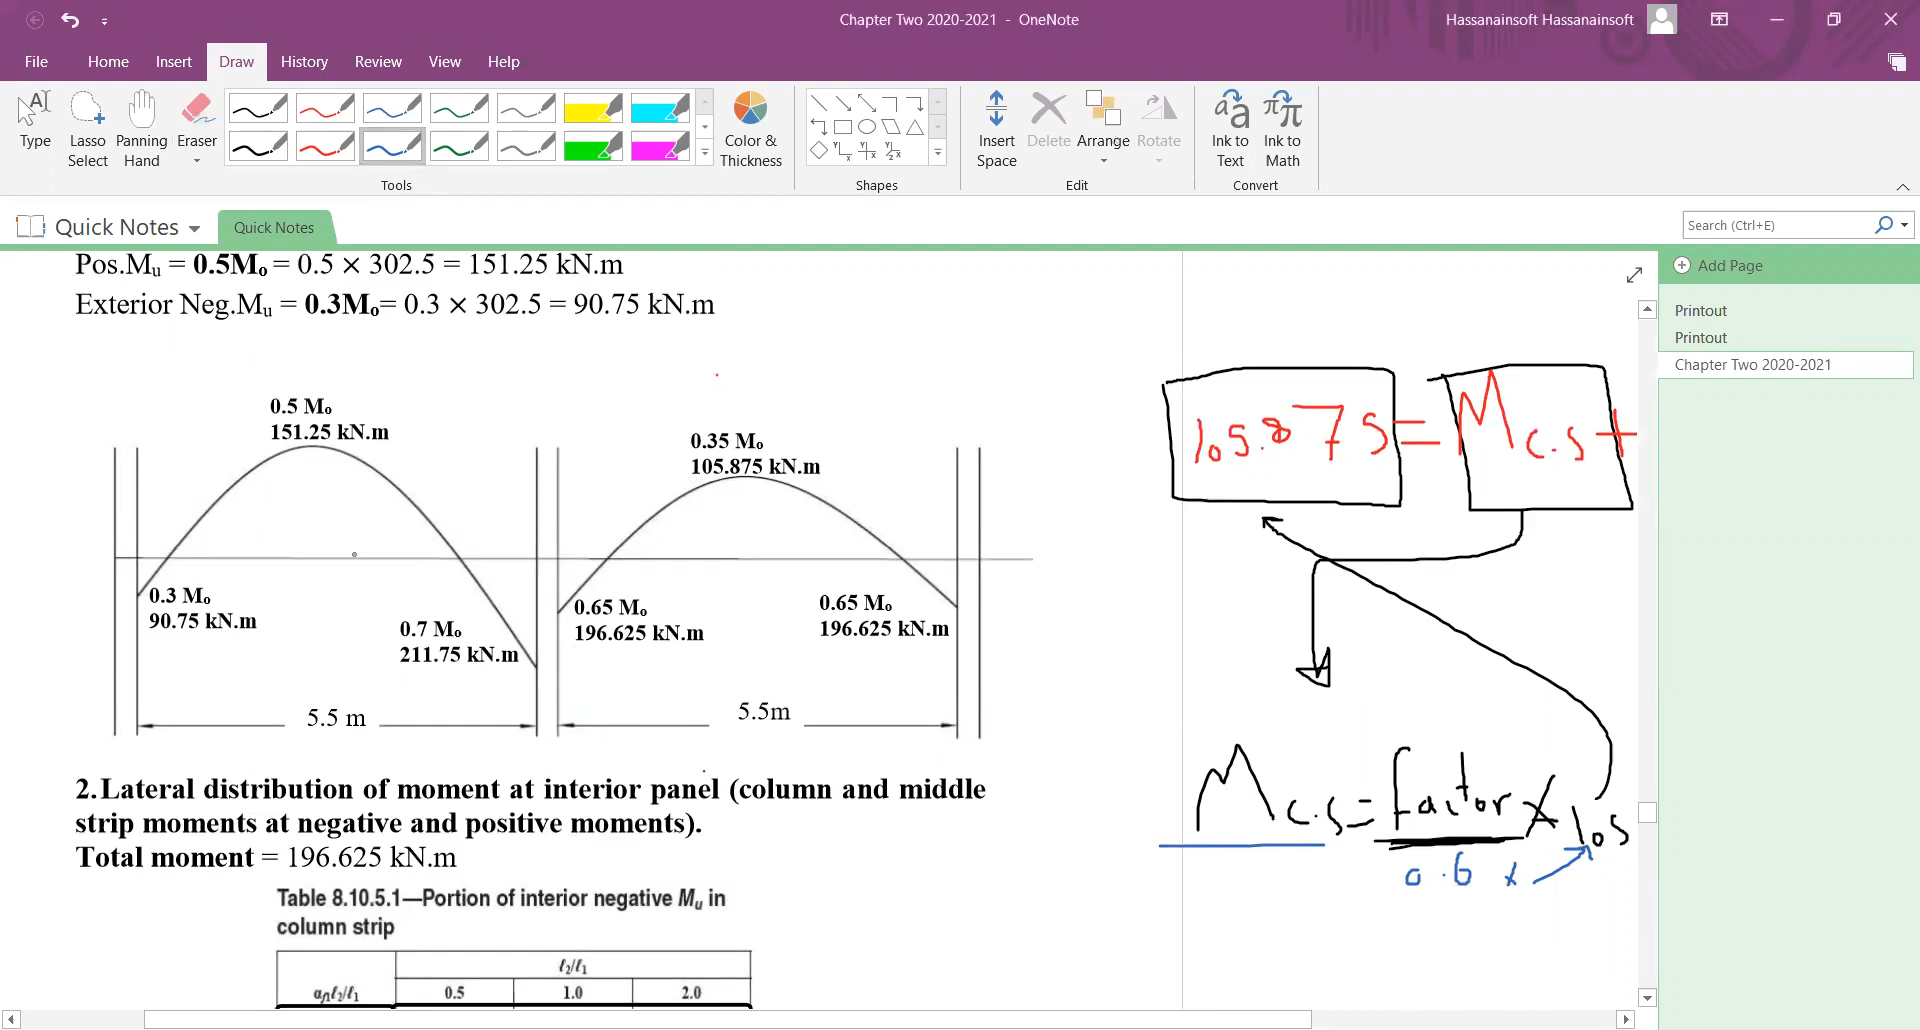 Chapter Two 2020-2021 - OneNote
Hassanainsoft Hassanainsoft
File Home Insert Draw History Review View Help
Type
Lasso Select
Panning Hand
Eraser
Color & Thickness
Insert Space
Delete
Arrange
Rotate
Ink to Text
Ink to Math
Tools
Shapes
Edit
Convert
Quick Notes
Quick Notes
Search (Ctrl+E)
Add Page
Printout
Printout
Chapter Two 2020-2021
Pos.Mu = 0.5Mo = 0.5 × 302.5 = 151.25 kN.m
Exterior Neg.Mu = 0.3Mo= 0.3 × 302.5 = 90.75 kN.m
0.5 Mo
151.25 kN.m
0.35 Mo
105.875 kN.m
0.3 Mo
90.75 kN.m
0.7 Mo
211.75 kN.m
0.65 Mo
196.625 kN.m
0.65 Mo
196.625 kN.m
5.5 m
5.5m
105.875 = Mc.s +
Mc.s = factor × 105
0.6 ×
2.Lateral distribution of moment at interior panel (column and middle
strip moments at negative and positive moments).
Total moment = 196.625 kN.m
Table 8.10.5.1—Portion of interior negative Mu in
column strip
ℓ2/ℓ1
αf1ℓ2/ℓ1 0.5 1.0 2.0